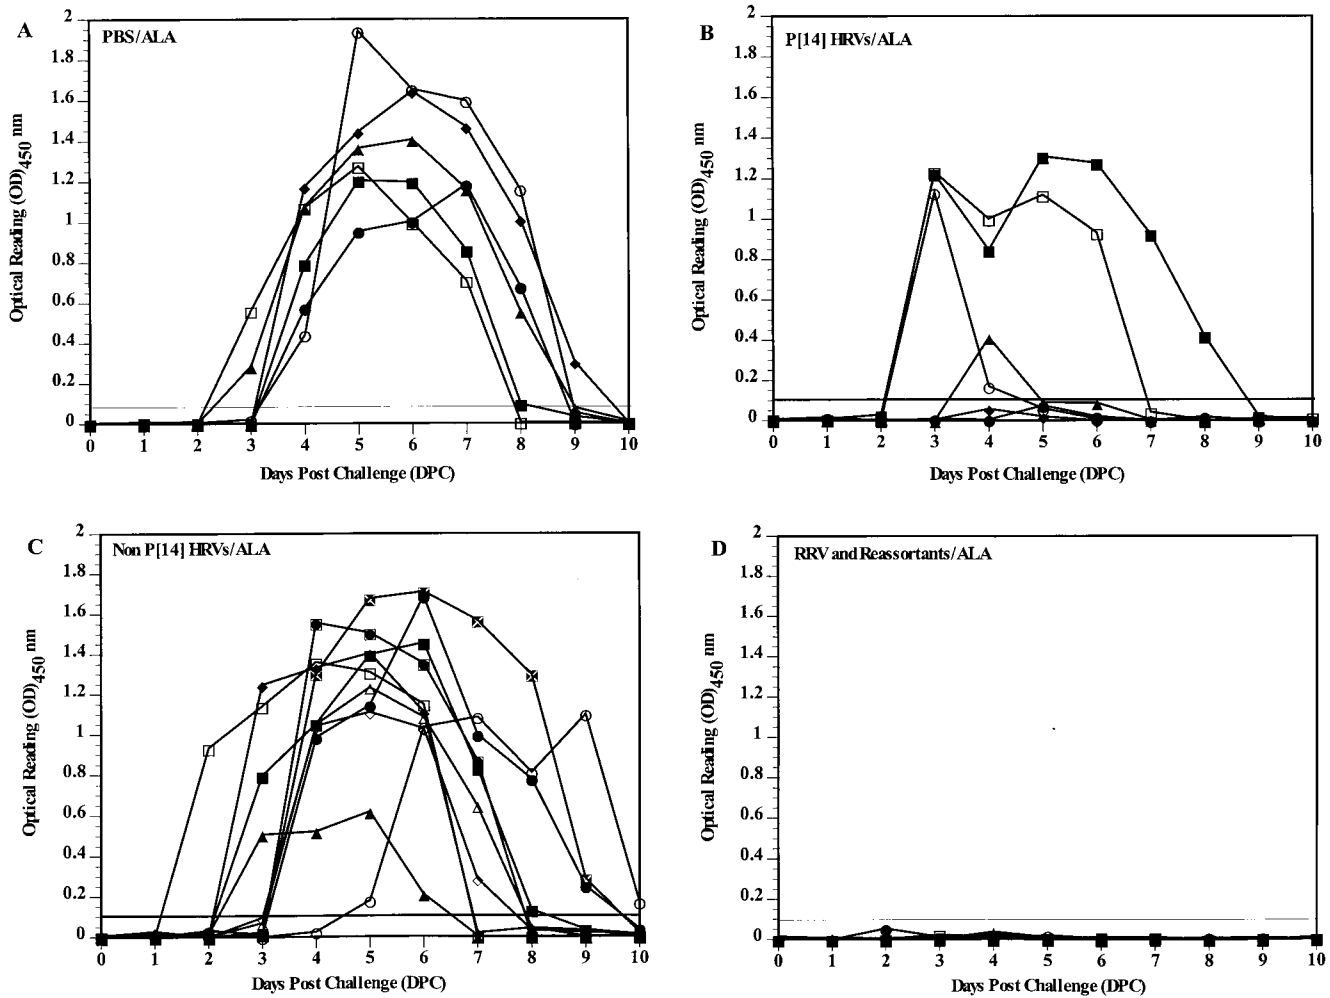 A
PBS/ALA
2
1.8
1.6
1.4
1.2
1
0.8
0.6
0.4
0.2
0
Optical Reading (OD)450 nm
0 1 2 3 4 5 6 7 8 9 10
Days Post Challenge (DPC)
B
P[14] HRVs/ALA
2
1.8
1.6
1.4
1.2
1
0.8
0.6
0.4
0.2
0
Optical Reading (OD)450 nm
0 1 2 3 4 5 6 7 8 9 10
Days Post Challenge (DPC)
C
Non P[14] HRVs/ALA
2
1.8
1.6
1.4
1.2
1
0.8
0.6
0.4
0.2
0
Optical Reading (OD)450 nm
0 1 2 3 4 5 6 7 8 9 10
Days Post Challenge (DPC)
D
RRV and Reassortants/ALA
2
1.8
1.6
1.4
1.2
1
0.8
0.6
0.4
0.2
0
Optical Reading (OD)450 nm
0 1 2 3 4 5 6 7 8 9 10
Days Post Challenge (DPC)